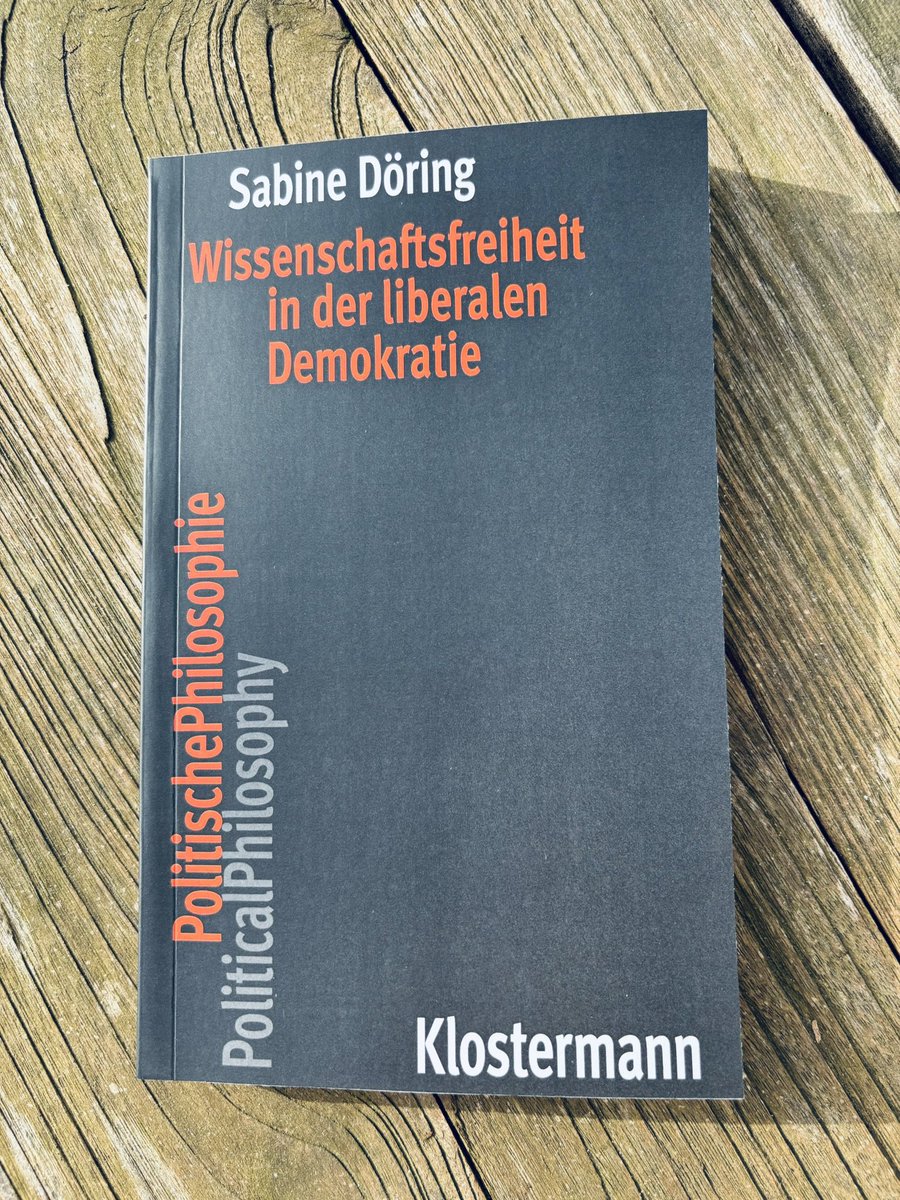 Sabine Döring
Wissenschaftsfreiheit
in der liberalen
Demokratie
PolitischePhilosophie
PoliticalPhilosophy
Klostermann